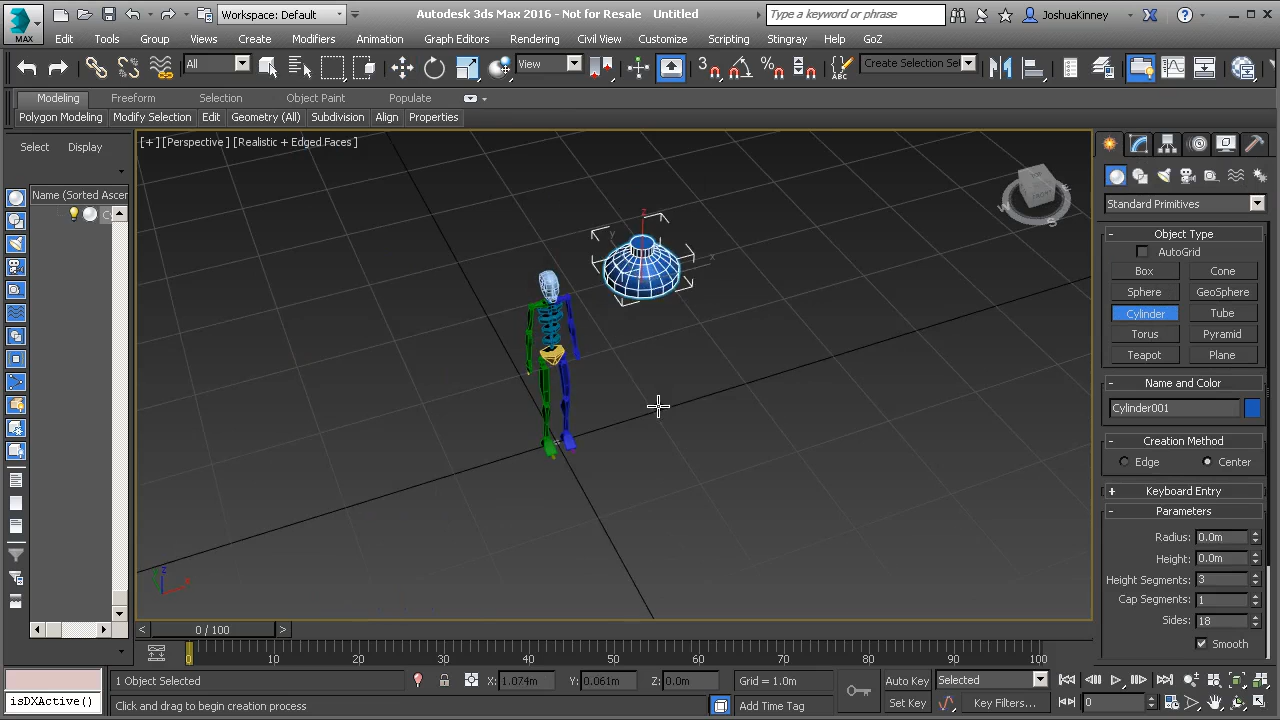 Workspace: Default
Autodesk 3ds Max 2016 - Not for Resale Untitled
Type a keyword or phrase
JoshuaKinney
MAX
Edit Tools Group Views Create Modifiers Animation Graph Editors Rendering Civil View Customize Scripting Stingray Help GoZ
All
View
3
Create Selection Se
Modeling Freeform Selection Object Paint Populate
Polygon Modeling Modify Selection Edit Geometry (All) Subdivision Align Properties
Select Display
[+] [Perspective] [Realistic + Edged Faces]
Name (Sorted Ascen
Standard Primitives
Object Type
AutoGrid
Box Cone
Sphere GeoSphere
Cylinder Tube
Torus Pyramid
Teapot Plane
Name and Color
Cylinder001
Creation Method
Edge Center
Keyboard Entry
Parameters
Radius: 0.0m
Height: 0.0m
Height Segments: 3
Cap Segments: 1
Sides: 18
Smooth
TOP
FRONT
W
S
z
y
x
0 / 100
0 10 20 30 40 50 60 70 80 90 100
1 Object Selected
X: 1.074m Y: 0.061m Z: 0.0m
Grid = 1.0m
Auto Key
Selected
isDXActive()
Click and drag to begin creation process
Add Time Tag
Set Key
Key Filters...
0